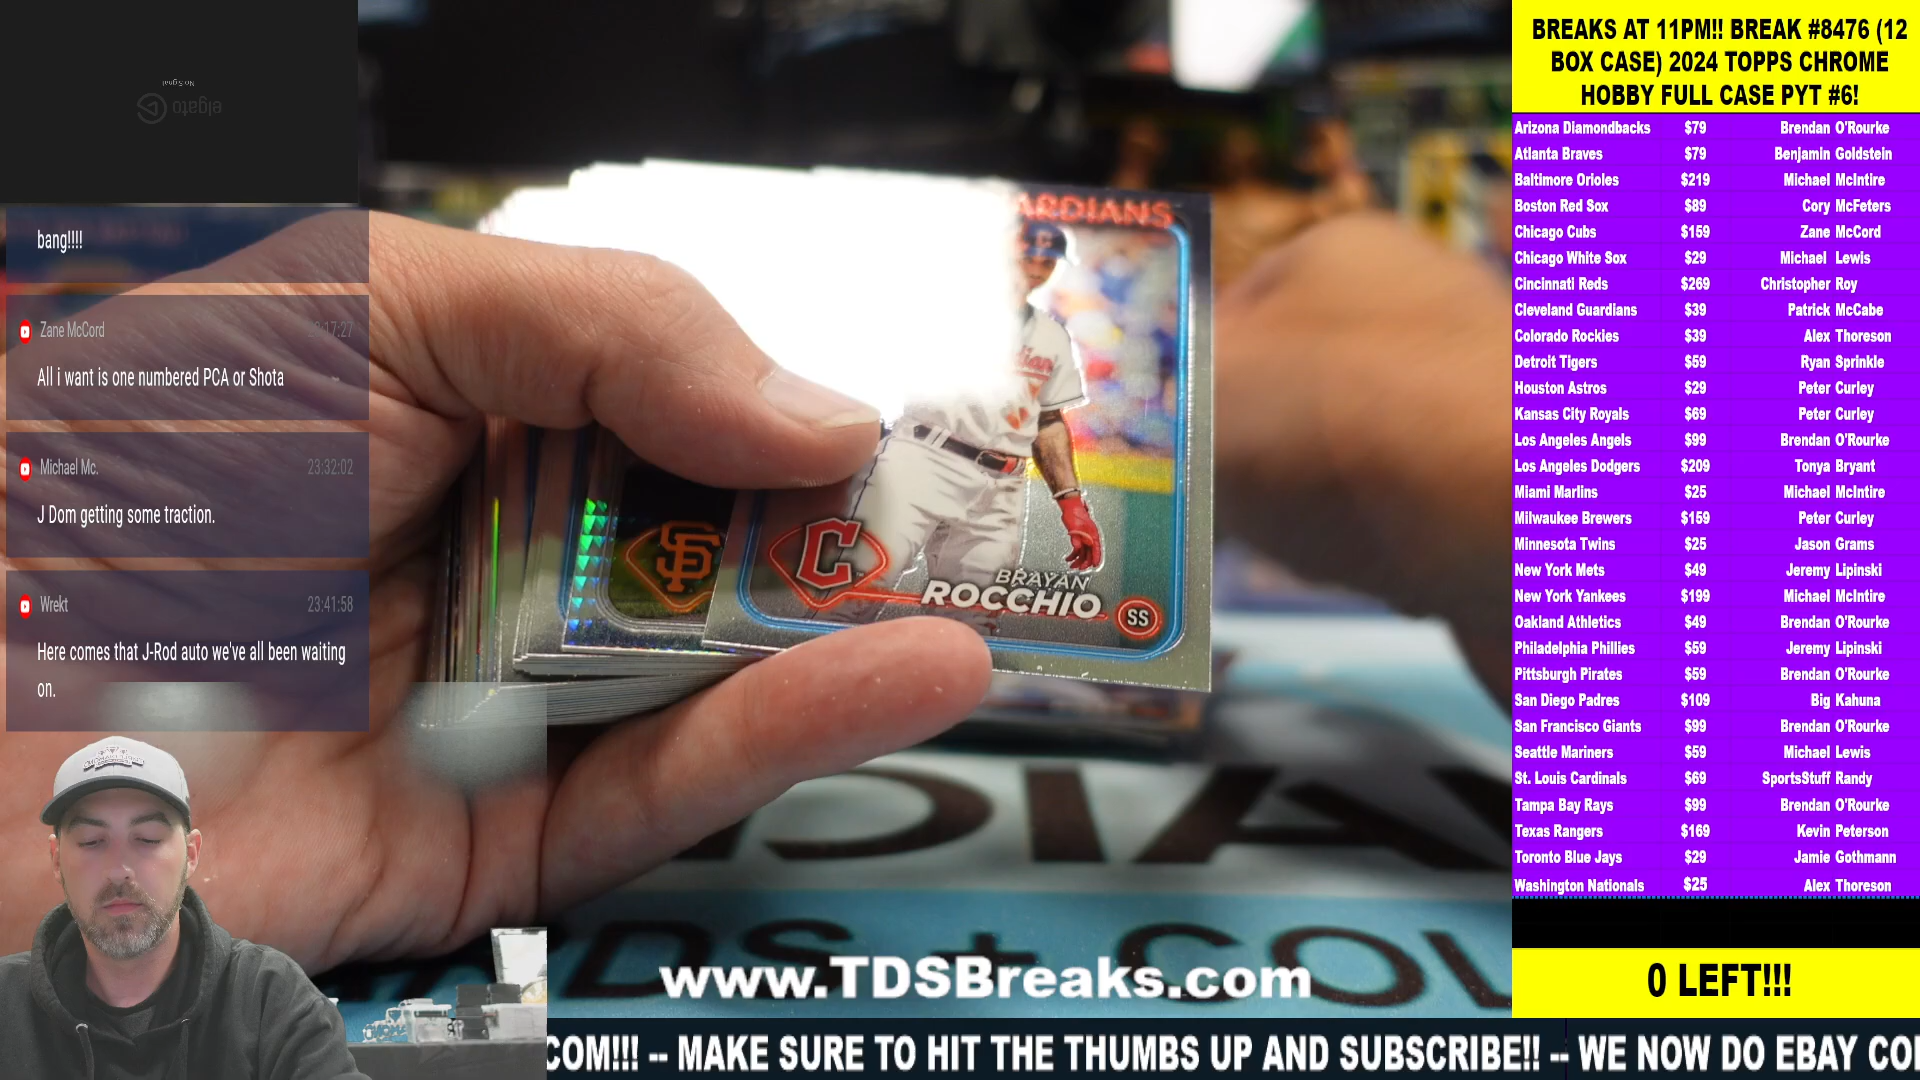 No Signal
elgato
bang!!!!
Zane McCord
All i want is one numbered PCA or Shota
Michael Mc. 23:32:02
J Dom getting some traction.
Wrekt 23:41:58
Here comes that J-Rod auto we've all been waiting
on.
ARDIANS
C
SF
BRAYAN
ROCCHIO
SS
DS + COL
www.TDSBreaks.com
COM!!! -- MAKE SURE TO HIT THE THUMBS UP AND SUBSCRIBE!! -- WE NOW DO EBAY CO
BREAKS AT 11PM!! BREAK #8476 (12
BOX CASE) 2024 TOPPS CHROME
HOBBY FULL CASE PYT #6!
Arizona Diamondbacks $79 Brendan O'Rourke
Atlanta Braves $79 Benjamin Goldstein
Baltimore Orioles $219 Michael McIntire
Boston Red Sox $89 Cory McFeters
Chicago Cubs $159 Zane McCord
Chicago White Sox $29 Michael Lewis
Cincinnati Reds $269 Christopher Roy
Cleveland Guardians $39 Patrick McCabe
Colorado Rockies $39 Alex Thoreson
Detroit Tigers $59 Ryan Sprinkle
Houston Astros $29 Peter Curley
Kansas City Royals $69 Peter Curley
Los Angeles Angels $99 Brendan O'Rourke
Los Angeles Dodgers $209 Tonya Bryant
Miami Marlins $25 Michael McIntire
Milwaukee Brewers $159 Peter Curley
Minnesota Twins $25 Jason Grams
New York Mets $49 Jeremy Lipinski
New York Yankees $199 Michael McIntire
Oakland Athletics $49 Brendan O'Rourke
Philadelphia Phillies $59 Jeremy Lipinski
Pittsburgh Pirates $59 Brendan O'Rourke
San Diego Padres $109 Big Kahuna
San Francisco Giants $99 Brendan O'Rourke
Seattle Mariners $59 Michael Lewis
St. Louis Cardinals $69 SportsStuff Randy
Tampa Bay Rays $99 Brendan O'Rourke
Texas Rangers $169 Kevin Peterson
Toronto Blue Jays $29 Jamie Gothmann
Washington Nationals $25 Alex Thoreson
0 LEFT!!!